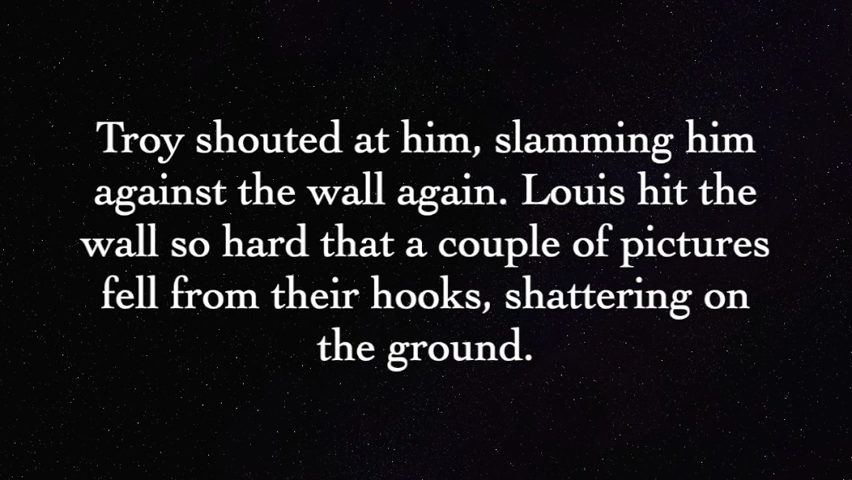 Troy shouted at him, slamming him
against the wall again. Louis hit the
wall so hard that a couple of pictures
fell from their hooks, shattering on
the ground.